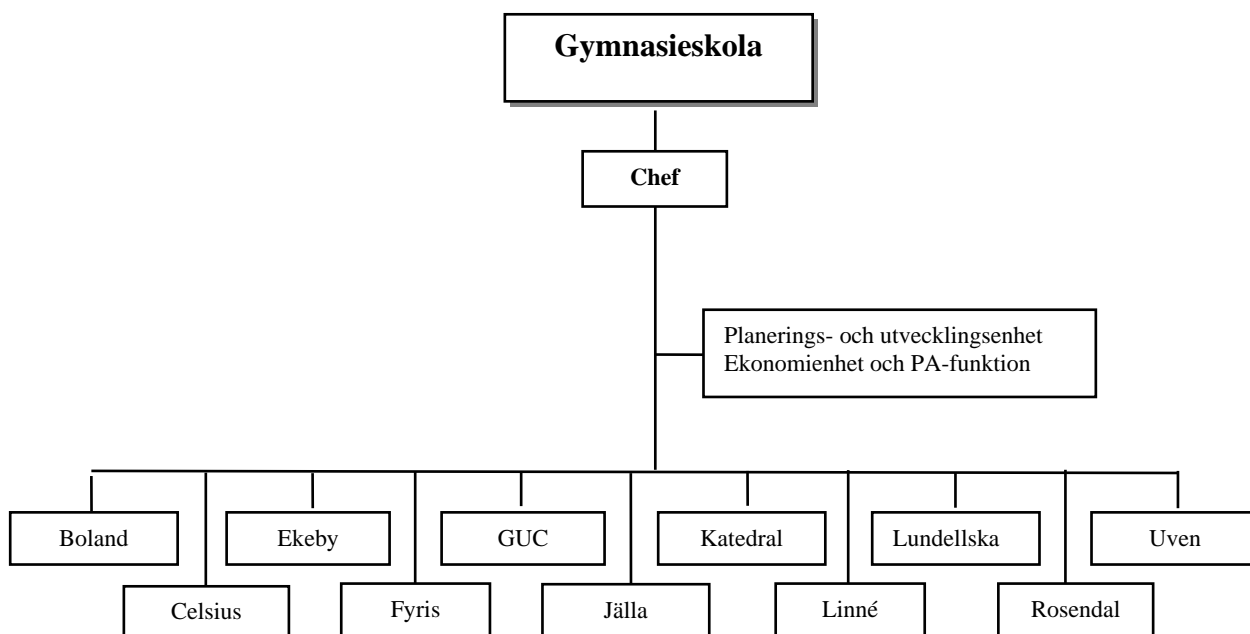 Gymnasieskola
Chef
Planerings- och utvecklingsenhet
Ekonomienhet och PA-funktion
Boland
Ekeby
GUC
Katedral
Lundellska
Uven
Celsius
Fyris
Jälla
Linné
Rosendal